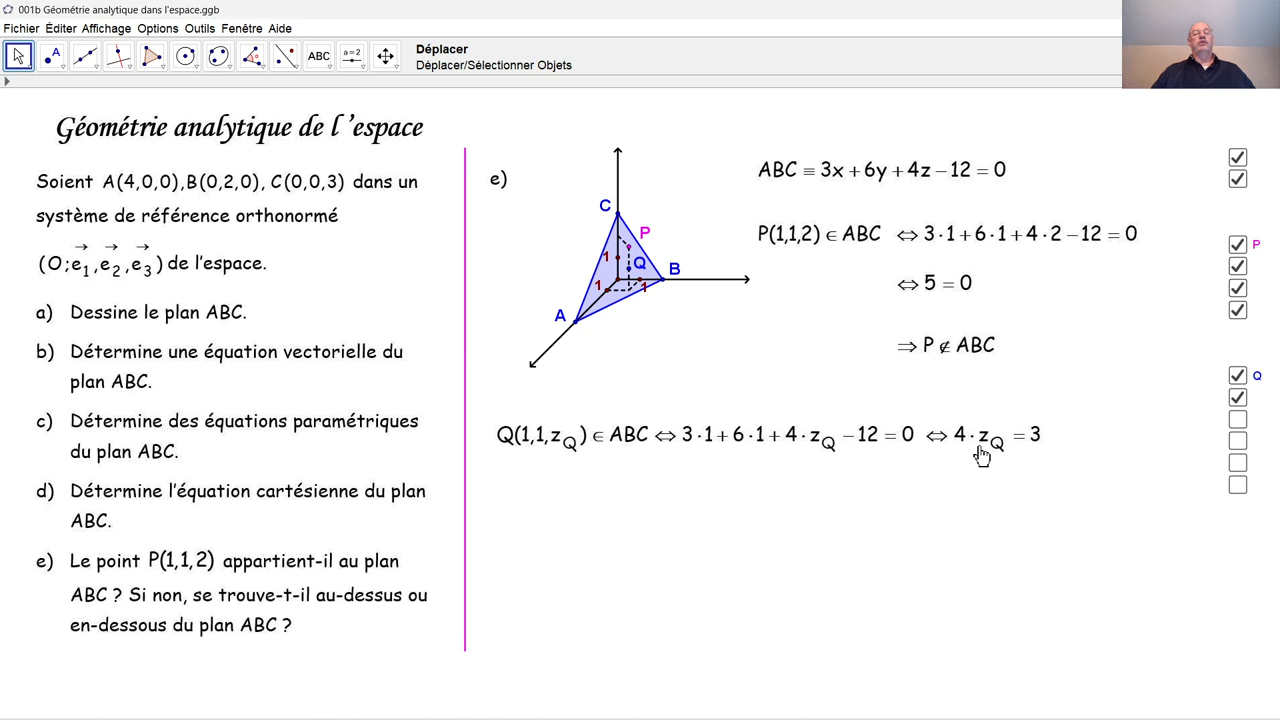 001b Géométrie analytique dans l'espace.ggb
Fichier Éditer Affichage Options Outils Fenêtre Aide
A
ABC
a=2
Déplacer
Déplacer/Sélectionner Objets
Géométrie analytique de l'espace
Soient A(4,0,0),B(0,2,0), C(0,0,3) dans un
système de référence orthonormé
(O;e₁,e₂,e₃) de l'espace.
a) Dessine le plan ABC.
b) Détermine une équation vectorielle du
plan ABC.
c) Détermine des équations paramétriques
du plan ABC.
d) Détermine l'équation cartésienne du plan
ABC.
e) Le point P(1,1,2) appartient-il au plan
ABC ? Si non, se trouve-t-il au-dessus ou
en-dessous du plan ABC ?
e)
C
P
1
Q
B
1
1
A
ABC ≡ 3x + 6y + 4z − 12 = 0
P(1,1,2) ∈ ABC ⇔ 3·1 + 6·1 + 4·2 − 12 = 0
⇔ 5 = 0
⇒ P ∉ ABC
Q(1,1,z_Q) ∈ ABC ⇔ 3·1 + 6·1 + 4·z_Q − 12 = 0 ⇔ 4·z_Q = 3
P
Q